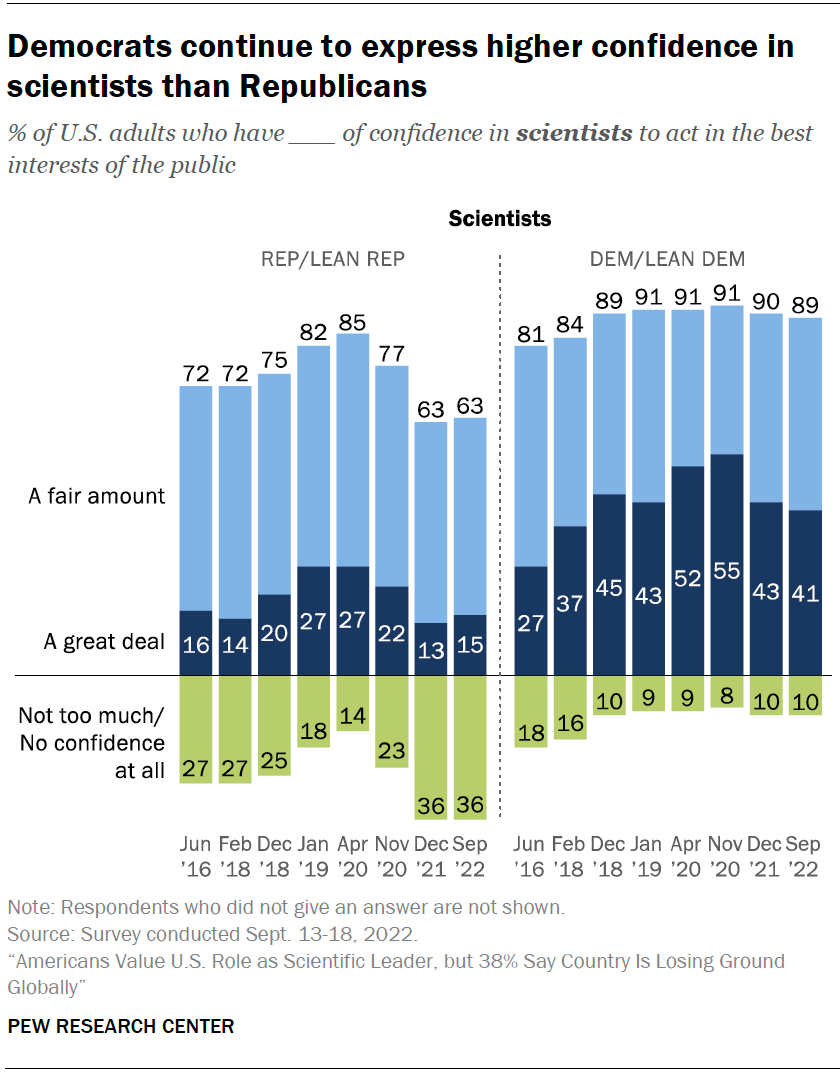 Democrats continue to express higher confidence in
scientists than Republicans
% of U.S. adults who have ___ of confidence in scientists to act in the best
interests of the public
Scientists
REP/LEAN REP
DEM/LEAN DEM
72 72 75 82 85 77 63 63
81 84 89 91 91 91 90 89
A fair amount
A great deal
16 14 20 27 27 22 13 15
27 37 45 43 52 55 43 41
Not too much/
No confidence
at all
27 27 25 18 14 23 36 36
18 16 10 9 9 8 10 10
Jun Feb Dec Jan Apr Nov Dec Sep
’16 ’18 ’18 ’19 ’20 ’20 ’21 ’22
Jun Feb Dec Jan Apr Nov Dec Sep
’16 ’18 ’18 ’19 ’20 ’20 ’21 ’22
Note: Respondents who did not give an answer are not shown.
Source: Survey conducted Sept. 13-18, 2022.
“Americans Value U.S. Role as Scientific Leader, but 38% Say Country Is Losing Ground
Globally”
PEW RESEARCH CENTER